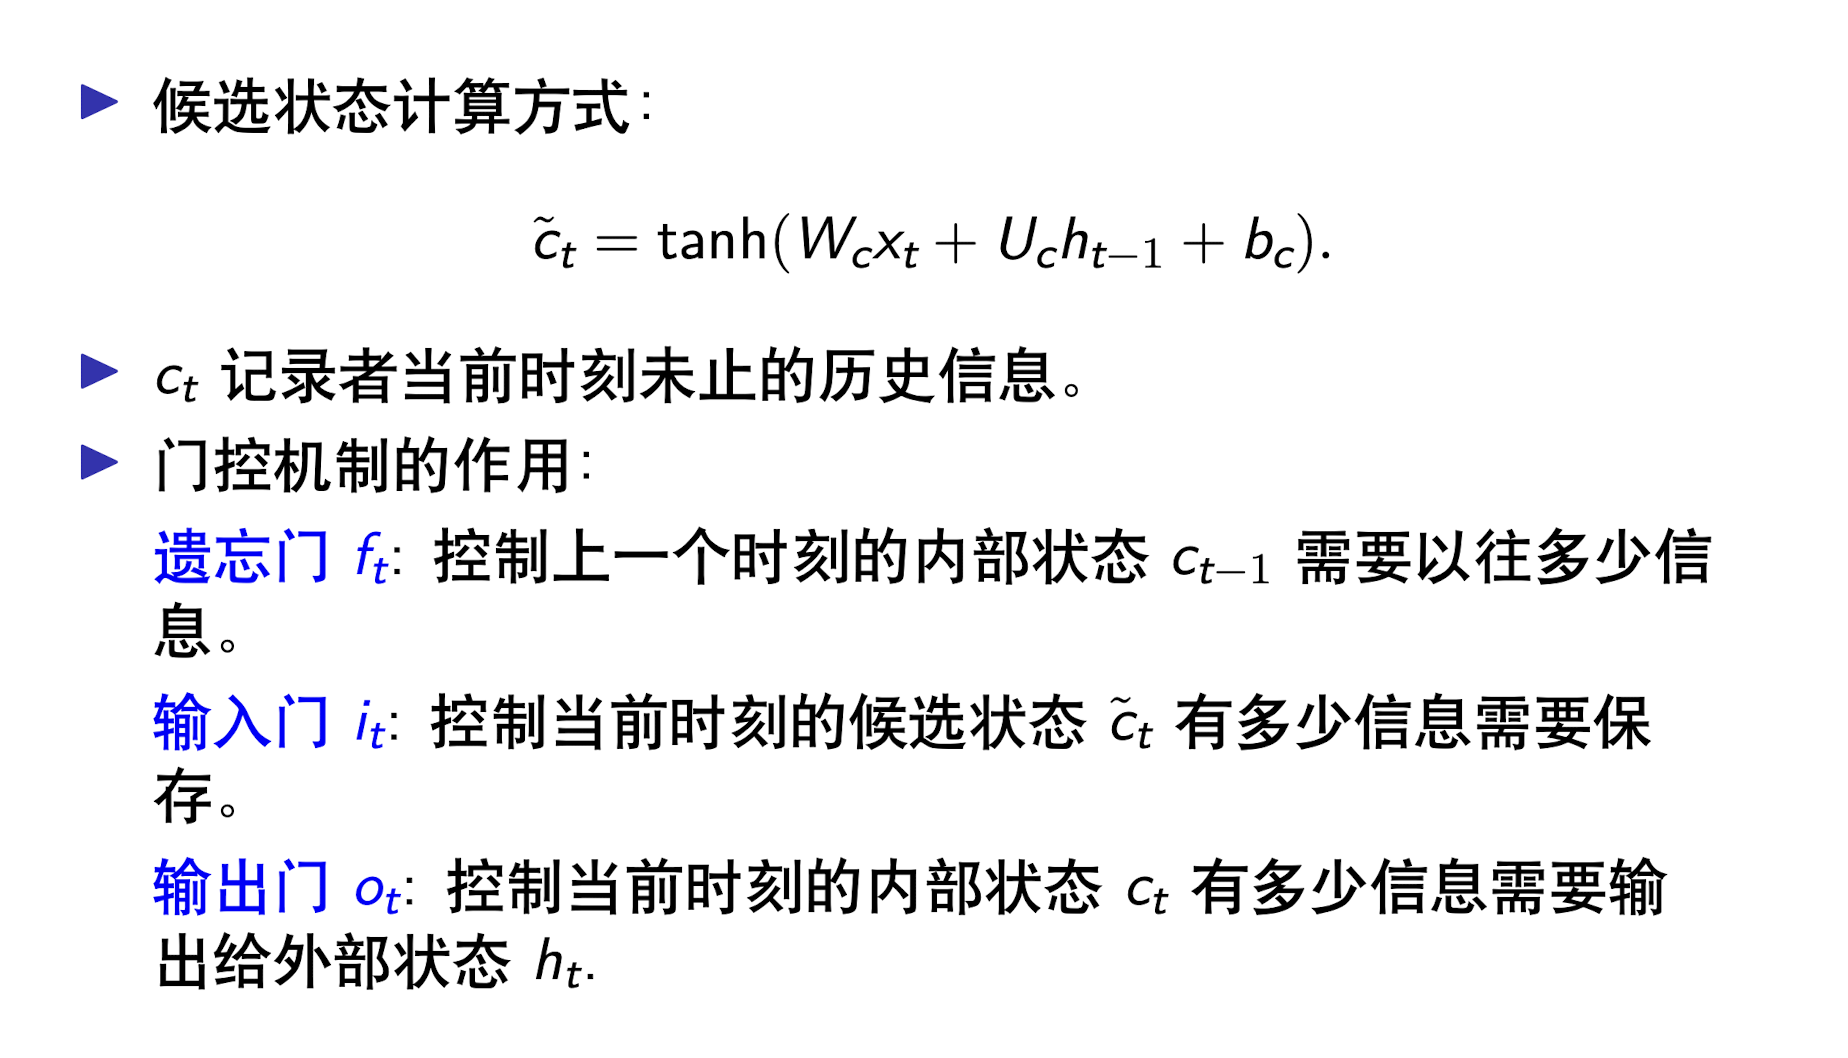 ▶ 候选状态计算方式:
c̃_t = tanh(W_c x_t + U_c h_{t−1} + b_c).
▶ c_t 记录者当前时刻未止的历史信息。
▶ 门控机制的作用:
遗忘门 f_t: 控制上一个时刻的内部状态 c_{t−1} 需要以往多少信
息。
输入门 i_t: 控制当前时刻的候选状态 c̃_t 有多少信息需要保
存。
输出门 o_t: 控制当前时刻的内部状态 c_t 有多少信息需要输
出给外部状态 h_t.